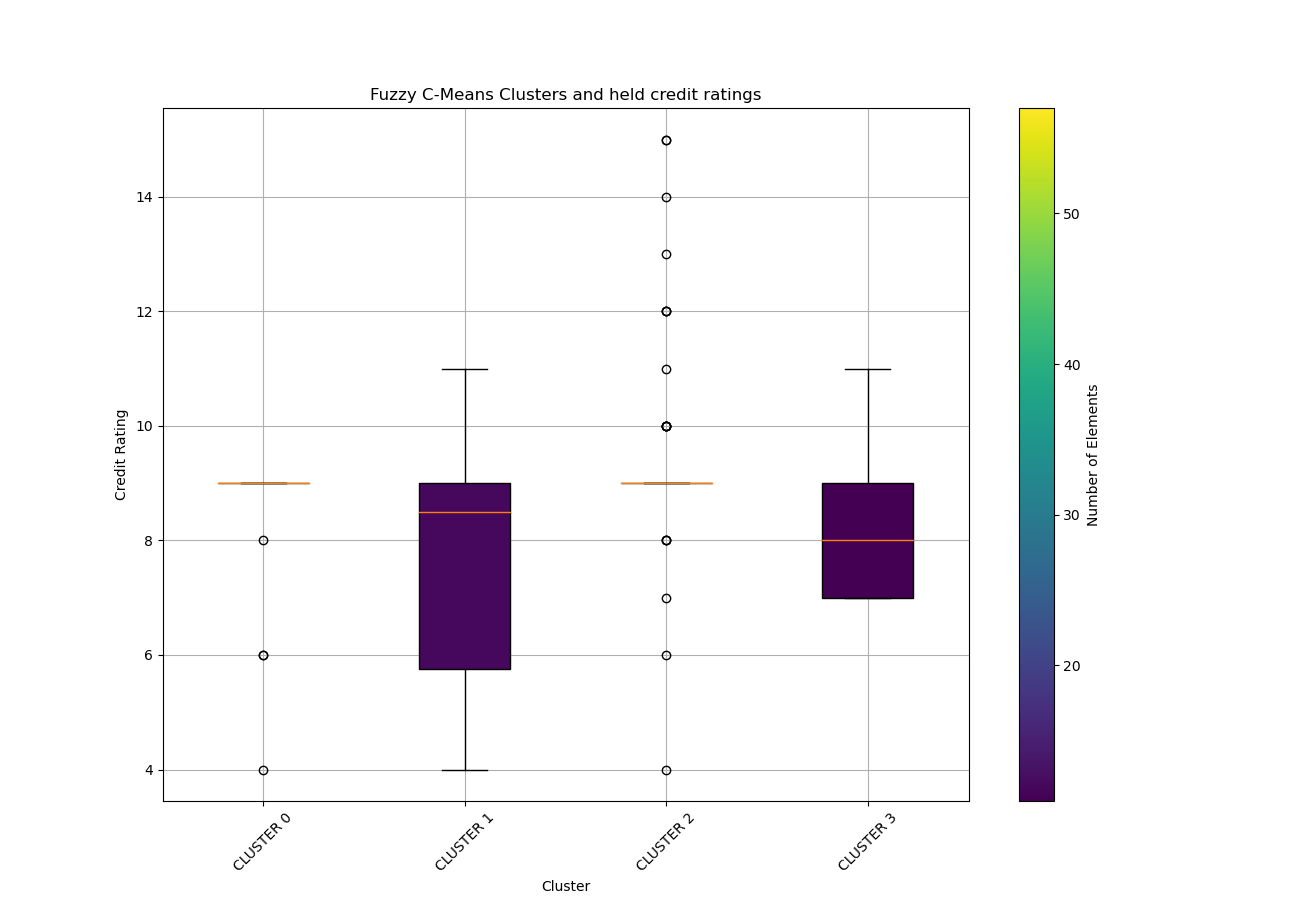 Fuzzy C-Means Clusters and held credit ratings
14
12
10
8
6
4
Credit Rating
CLUSTER 0
CLUSTER 1
CLUSTER 2
CLUSTER 3
Cluster
50
40
30
20
Number of Elements